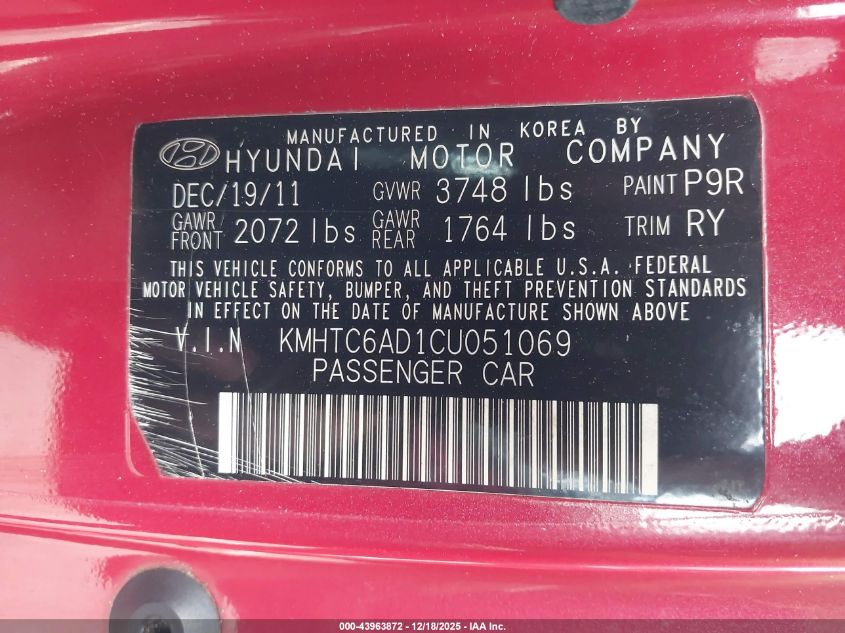 MANUFACTURED IN KOREA BY
HYUNDAI MOTOR COMPANY
DEC/19/11 GVWR 3748 lbs PAINT P9R
GAWR FRONT 2072 lbs GAWR REAR 1764 lbs TRIM RY
THIS VEHICLE CONFORMS TO ALL APPLICABLE U.S.A. FEDERAL
MOTOR VEHICLE SAFETY, BUMPER, AND THEFT PREVENTION STANDARDS
IN EFFECT ON THE DATE OF MANUFACTURE SHOWN ABOVE
V.I.N KMHTC6AD1CU051069
PASSENGER CAR
000-43963872 - 12/18/2025 - IAA Inc.